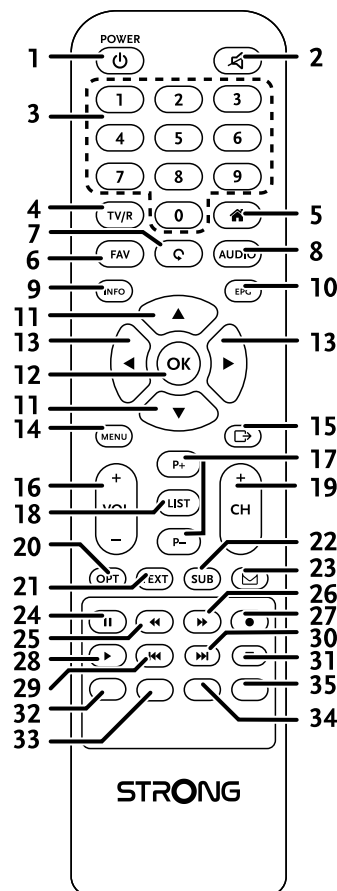 POWER
1
2
3
1 2 3
4 5 6
7 8 9
4
TV/R
0
5
7
6
FAV
AUDIO
8
9
INFO
EPG
10
11
13
13
12
OK
11
14
MENU
15
P+
17
16
+
VOL
−
18
LIST
+
CH
19
P−
20
22
OPT
21
TEXT
SUB
23
24
26
25
27
28
30
29
31
32
35
33
34
STRONG